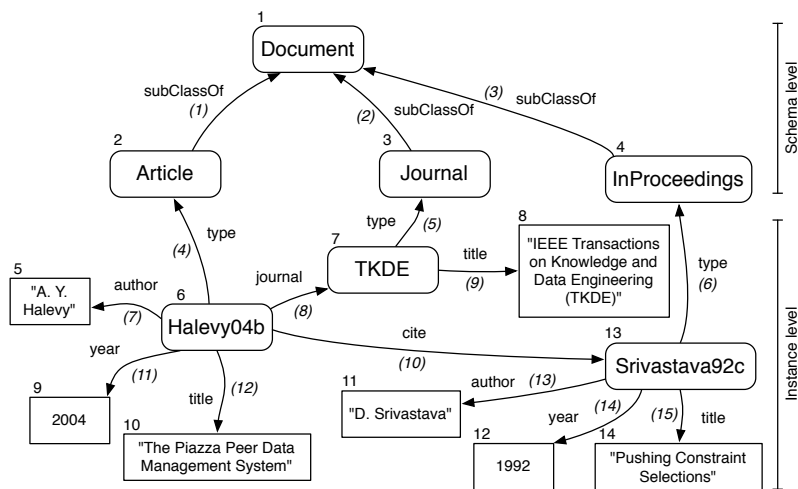 1
Document
subClassOf
(1)
subClassOf
(2)
(3)
subClassOf
2
Article
3
Journal
4
InProceedings
Schema level
type
(4)
type
(5)
7
TKDE
title
(9)
8
"IEEE Transactions
on Knowledge and
Data Engineering
(TKDE)"
type
(6)
5
"A. Y.
Halevy"
author
(7)
6
Halevy04b
journal
(8)
cite
(10)
13
Srivastava92c
year
(11)
9
2004
title
(12)
10
"The Piazza Peer Data
Management System"
11
"D. Srivastava"
author
(13)
year
(14)
12
1992
(15)
title
14
"Pushing Constraint
Selections"
Instance level